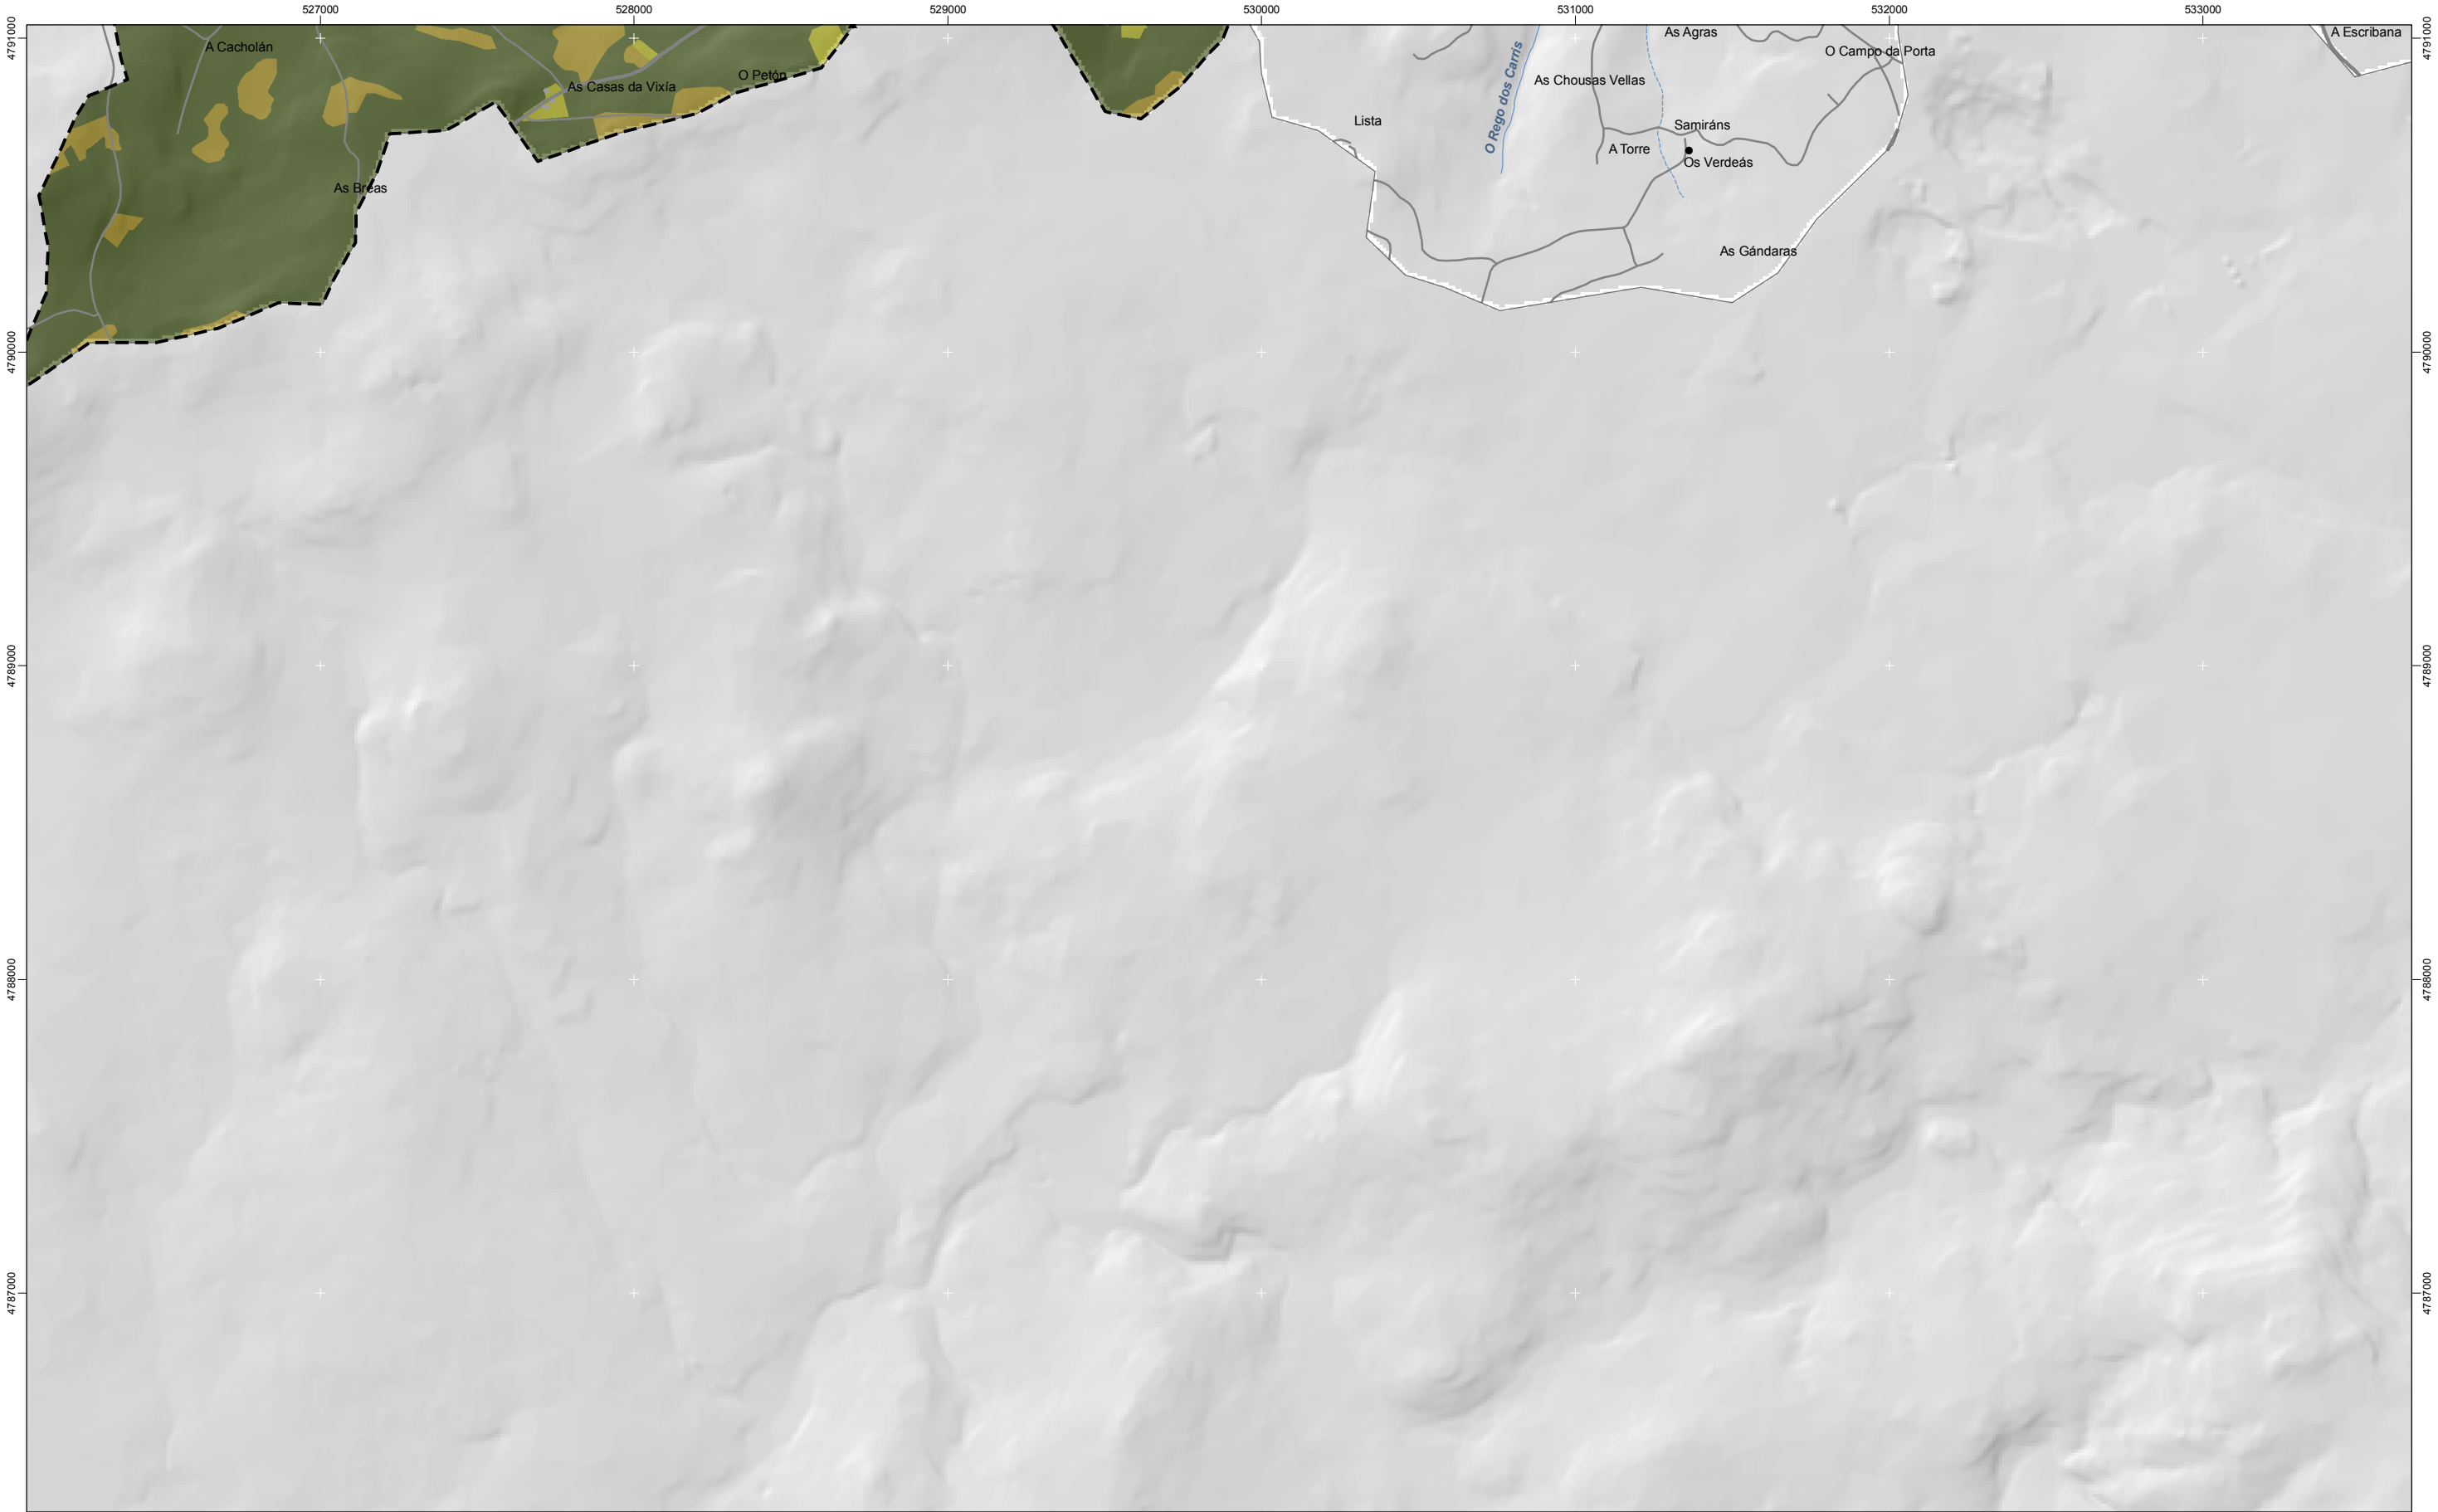 527000
528000
529000
530000
531000
532000
533000
4791000
4791000
A Cacholán
As Casas da Vixía
O Petón
As Breas
Lista
O Rego dos Carrís
As Chousas Vellas
As Agras
O Campo da Porta
A Escribana
Samiráns
A Torre
Os Verdeás
As Gándaras
4790000
4790000
4789000
4789000
4788000
4788000
4787000
4787000